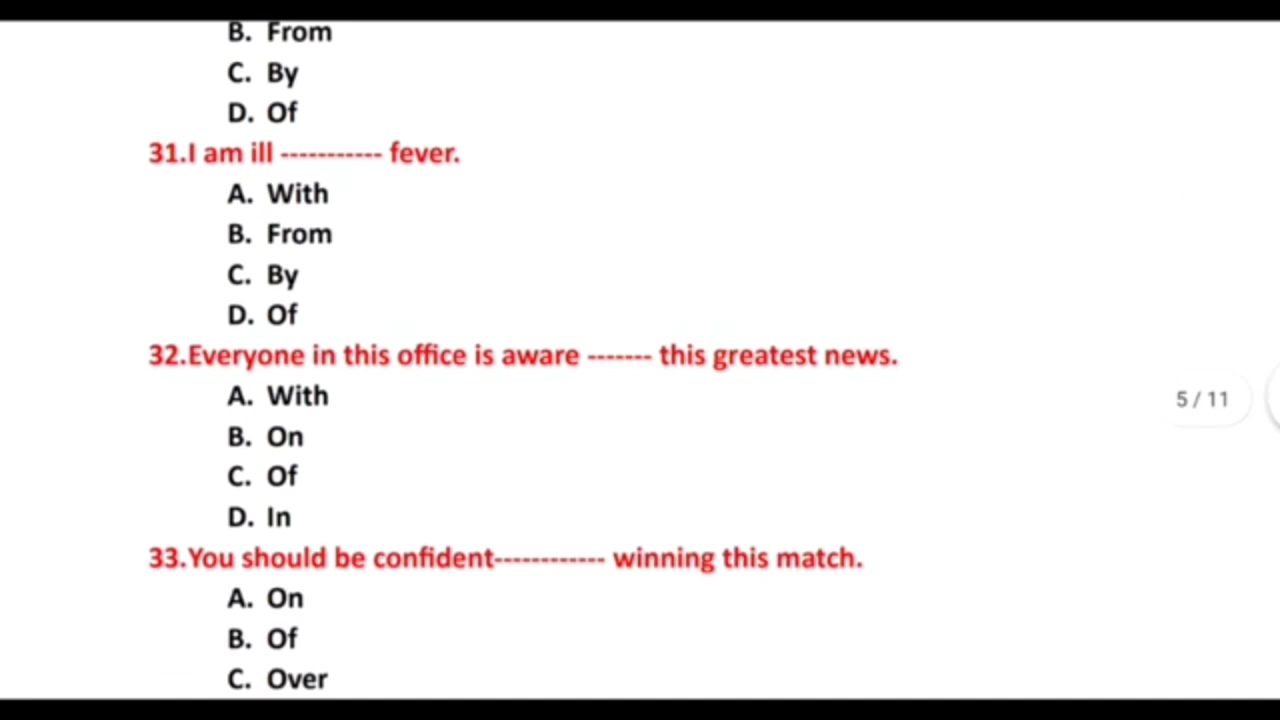 B. From
C. By
D. Of
31.I am ill ----------- fever.
A. With
B. From
C. By
D. Of
32.Everyone in this office is aware ------- this greatest news.
A. With
B. On
C. Of
D. In
5 / 11
33.You should be confident------------ winning this match.
A. On
B. Of
C. Over